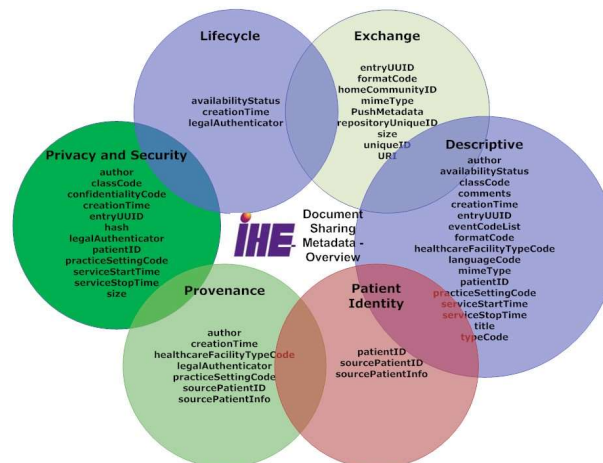 Lifecycle
availabilityStatus
creationTime
legalAuthenticator
Exchange
entryUUID
formatCode
homeCommunityID
mimeType
PushMetadata
repositoryUniqueID
size
uniqueID
URI
Privacy and Security
author
classCode
confidentialityCode
creationTime
entryUUID
hash
legalAuthenticator
patientID
practiceSettingCode
serviceStartTime
serviceStopTime
size
IHE
Document
Sharing
Metadata -
Overview
Descriptive
author
availabilityStatus
classCode
comments
creationTime
entryUUID
eventCodeList
formatCode
healthcareFacilityTypeCode
languageCode
mimeType
patientID
practiceSettingCode
serviceStartTime
serviceStopTime
title
typeCode
Provenance
author
creationTime
healthcareFacilityTypeCode
legalAuthenticator
practiceSettingCode
sourcePatientID
sourcePatientInfo
Patient
Identity
patientID
sourcePatientID
sourcePatientInfo